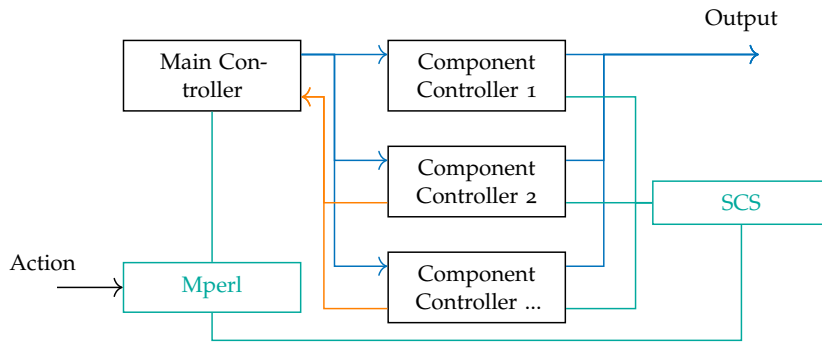 Output
Main Con-
troller
Component
Controller 1
Component
Controller 2
SCS
Action
Mperl
Component
Controller ...